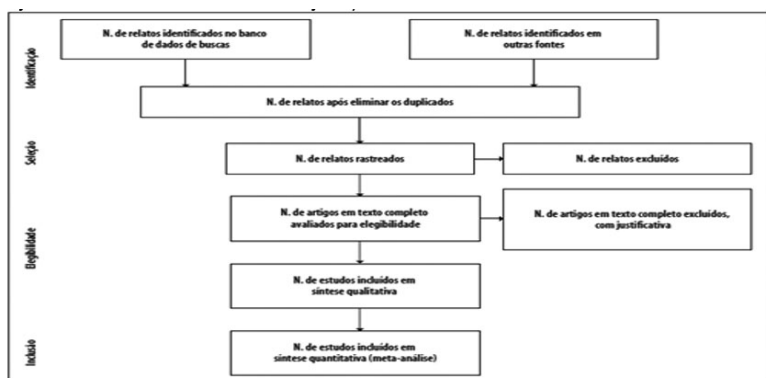 Identificação
N. de relatos identificados no banco
de dados de buscas
N. de relatos identificados em
outras fontes
N. de relatos após eliminar os duplicados
Seleção
N. de relatos rastreados
N. de relatos excluídos
Elegibilidade
N. de artigos em texto completo
avaliados para elegibilidade
N. de artigos em texto completo excluídos,
com justificativa
N. de estudos incluídos em
síntese qualitativa
Inclusão
N. de estudos incluídos em
síntese quantitativa (meta-análise)